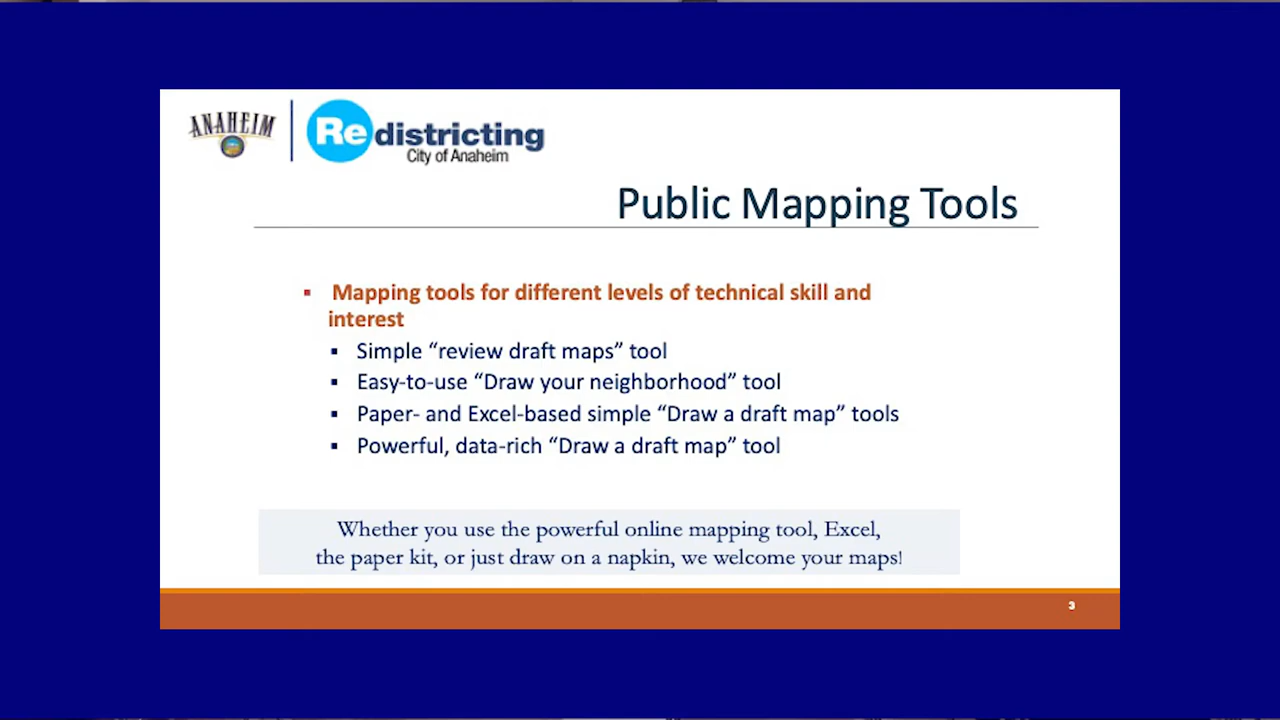 ANAHEIM
Redistricting
City of Anaheim
Public Mapping Tools
Mapping tools for different levels of technical skill and
interest
Simple “review draft maps” tool
Easy-to-use “Draw your neighborhood” tool
Paper- and Excel-based simple “Draw a draft map” tools
Powerful, data-rich “Draw a draft map” tool
Whether you use the powerful online mapping tool, Excel,
the paper kit, or just draw on a napkin, we welcome your maps!
3